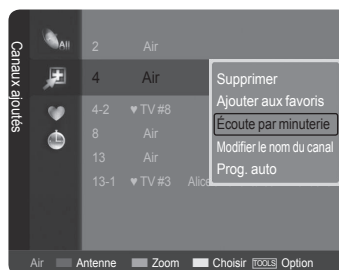 Canaux ajoutés
All
2 Air
4 Air
4-2 ♥ TV #8
8 Air
13 Air
13-1 ♥ TV #3 Alice
Supprimer
Ajouter aux favoris
Écoute par minuterie
Modifier le nom du canal
Prog. auto
Air Antenne Zoom Choisir TOOLS Option